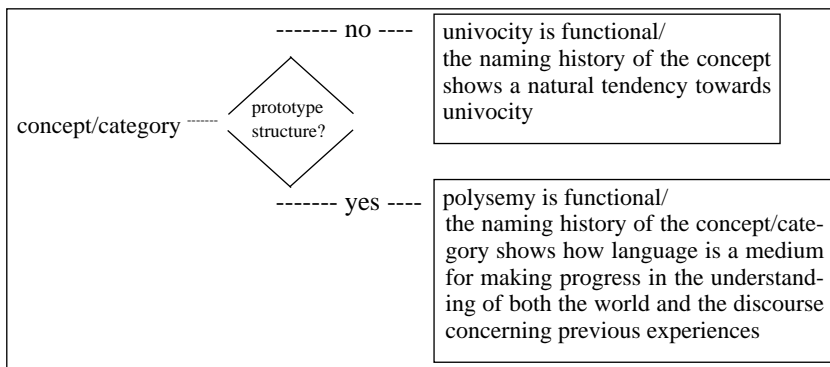 concept/category
prototype
structure?
no
univocity is functional/
the naming history of the concept
shows a natural tendency towards
univocity
yes
polysemy is functional/
the naming history of the concept/cate-
gory shows how language is a medium
for making progress in the understand-
ing of both the world and the discourse
concerning previous experiences